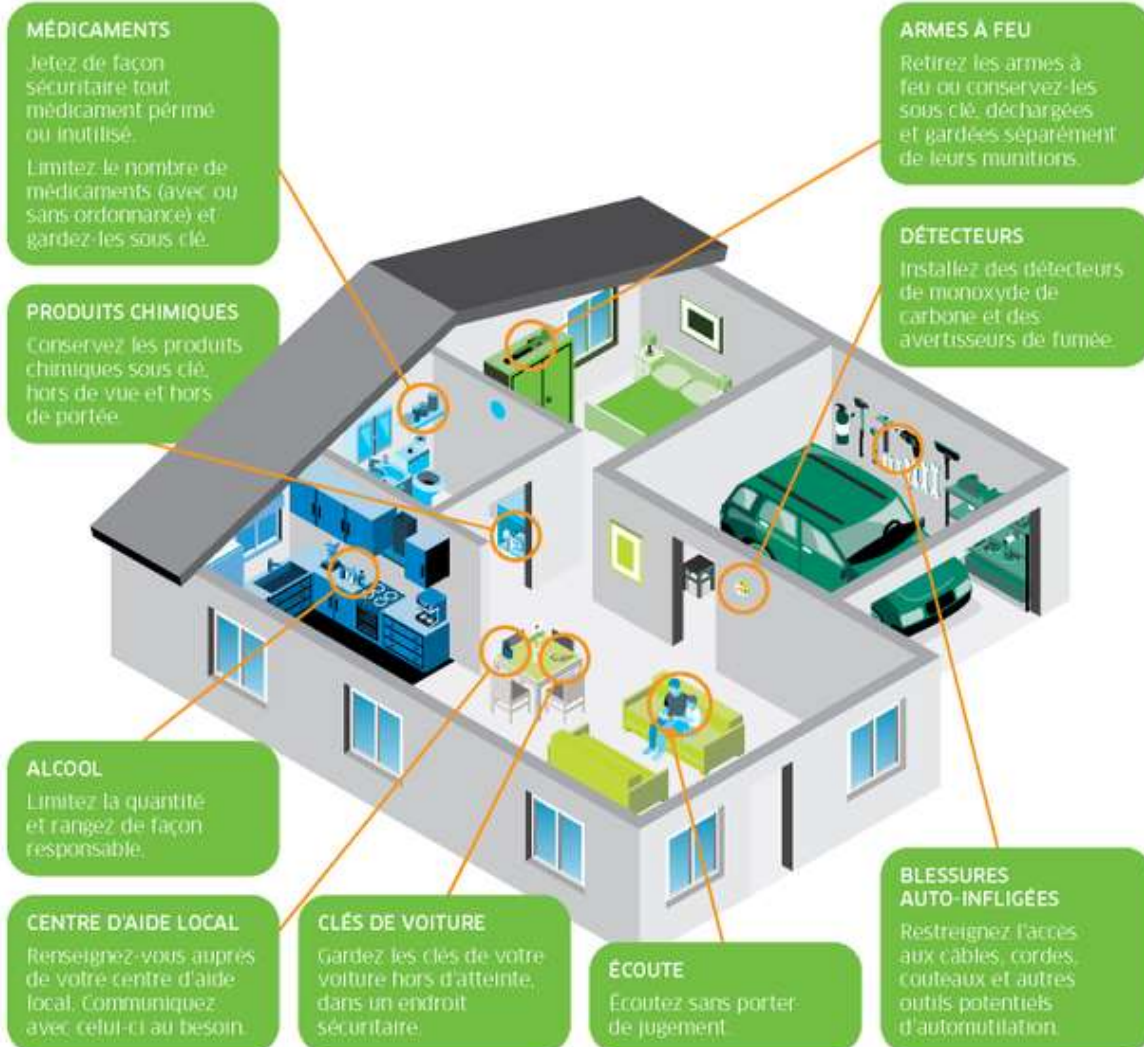 MÉDICAMENTS
Jetez de façon
sécuritaire tout
médicament périmé
ou inutilisé.
Limitez le nombre de
médicaments (avec ou
sans ordonnance) et
gardez-les sous clé.
PRODUITS CHIMIQUES
Conservez les produits
chimiques sous clé,
hors de vue et hors
de portée.
ARMES À FEU
Retirez les armes à
feu ou conservez-les
sous clé, déchargées
et gardées séparément
de leurs munitions.
DÉTECTEURS
Installez des détecteurs
de monoxyde de
carbone et des
avertisseurs de fumée.
ALCOOL
Limitez la quantité
et rangez de façon
responsable.
CENTRE D'AIDE LOCAL
Renseignez-vous auprès
de votre centre d'aide
local. Communiquez
avec celui-ci au besoin.
CLÉS DE VOITURE
Gardez les clés de votre
voiture hors d'atteinte,
dans un endroit
sécuritaire.
ÉCOUTE
Écoutez sans porter
de jugement.
BLESSURES
AUTO-INFLIGÉES
Restreignez l'accès
aux câbles, cordes,
couteaux et autres
outils potentiels
d'automutilation.